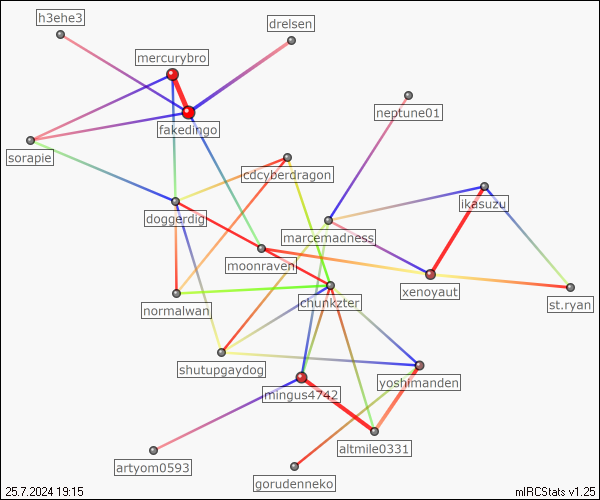 h3ehe3
drelsen
mercurybro
neptune01
fakedingo
sorapie
cdcyberdragon
ikasuzu
doggerdig
marcemadness
moonraven
xenoyaut
chunkzter
normalwan
st.ryan
shutupgaydog
yoshimanden
mingus4742
altmile0331
artyom0593
gorudenneko
25.7.2024 19:15
mIRCStats v1.25